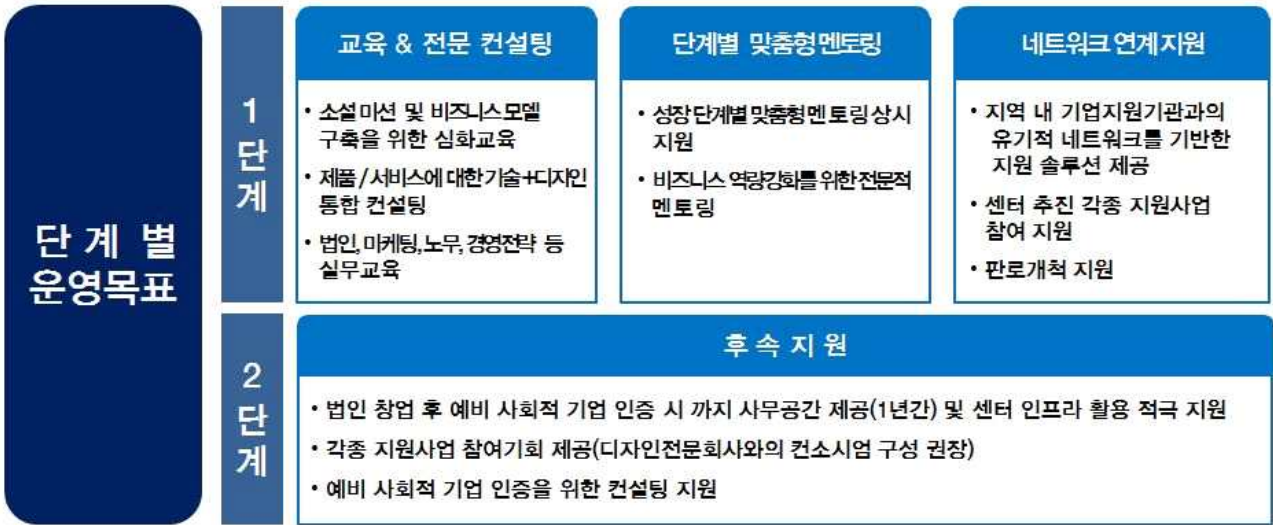 단 계 별
운영목표
1
단
계
교육 & 전문 컨설팅
• 소셜 미션 및 비즈니스 모델
구축을 위한 심화교육
• 제품 / 서비스에 대한 기술+디자인
통합 컨설팅
• 법인, 마케팅, 노무, 경영전략 등
실무교육
단계별 맞춤형 멘토링
• 성장 단계별 맞춤형 멘토링 상시
지원
• 비즈니스 역량강화를 위한 전문적
멘토링
네트워크 연계 지원
• 지역 내 기업지원기관과의
유기적 네트워크를 기반한
지원 솔루션 제공
• 센터 추진 각종 지원사업
참여 지원
• 판로개척 지원
2
단
계
후 속 지 원
• 법인 창업 후 예비 사회적 기업 인증 시 까지 사무공간 제공(1년간) 및 센터 인프라 활용 적극 지원
• 각종 지원사업 참여기회 제공(디자인전문회사와의 컨소시엄 구성 권장)
• 예비 사회적 기업 인증을 위한 컨설팅 지원